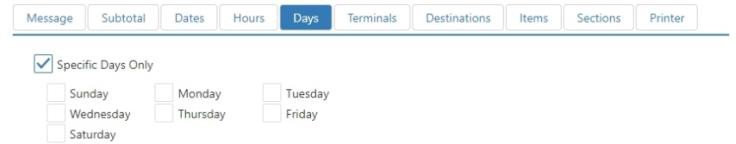 Message Subtotal Dates Hours Days Terminals Destinations Items Sections Printer
Specific Days Only
Sunday Monday Tuesday
Wednesday Thursday Friday
Saturday